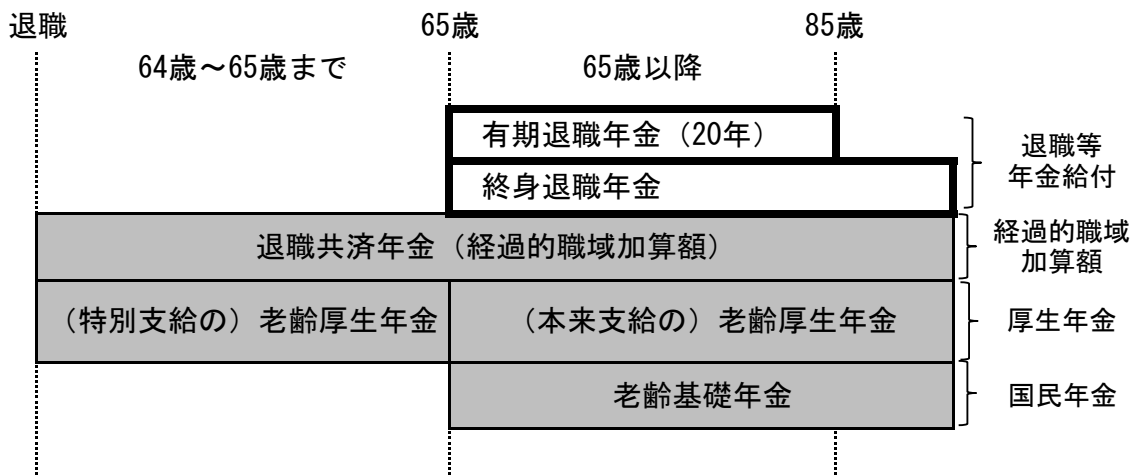 退職
65歳
85歳
64歳～65歳まで
65歳以降
有期退職年金（20年）
終身退職年金
退職等
年金給付
退職共済年金（経過的職域加算額）
経過的職域
加算額
（特別支給の）老齢厚生年金
（本来支給の）老齢厚生年金
厚生年金
老齢基礎年金
国民年金